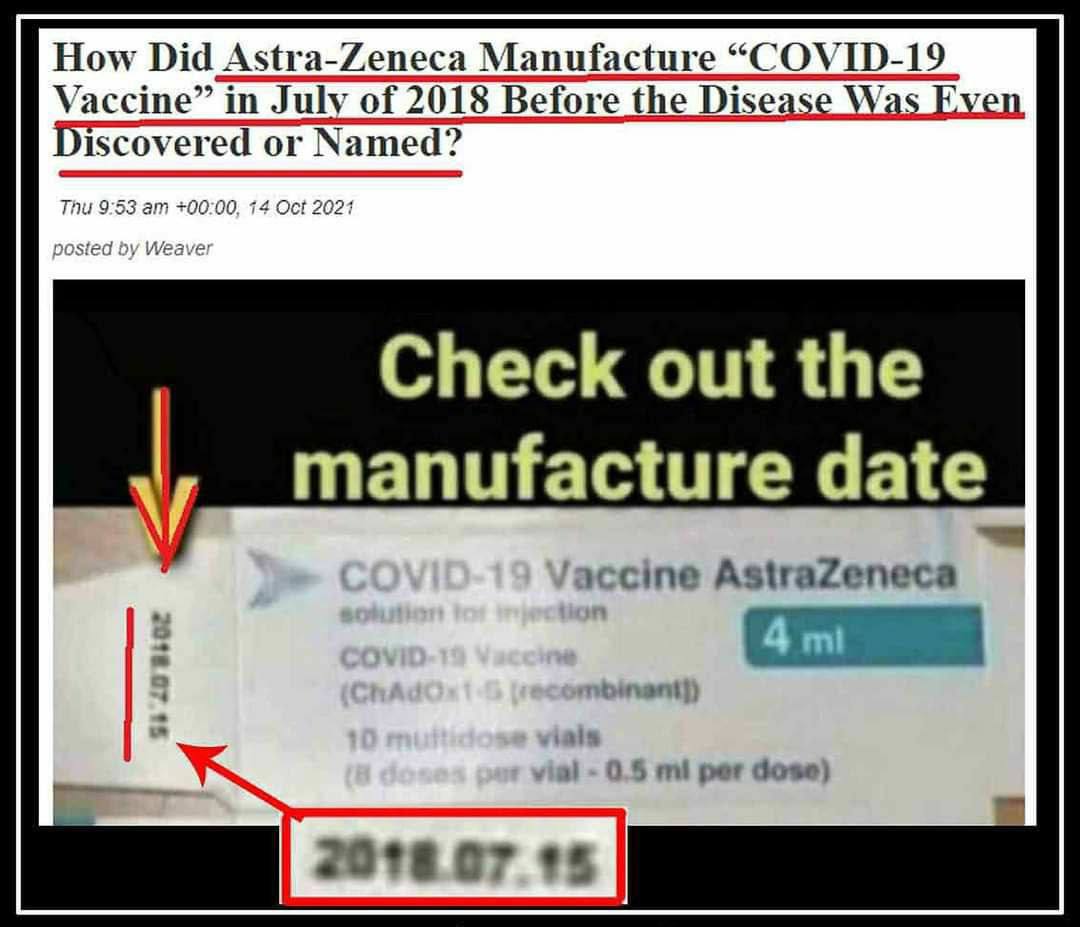 How Did Astra-Zeneca Manufacture “COVID-19
Vaccine” in July of 2018 Before the Disease Was Even
Discovered or Named?
Thu 9:53 am +00:00, 14 Oct 2021
posted by Weaver
Check out the
manufacture date
2018.07.15
COVID-19 Vaccine AstraZeneca
solution for injection
4 ml
COVID-19 Vaccine
(ChAdOx1-S [recombinant])
10 multidose vials
(8 doses per vial - 0.5 ml per dose)
2018.07.15